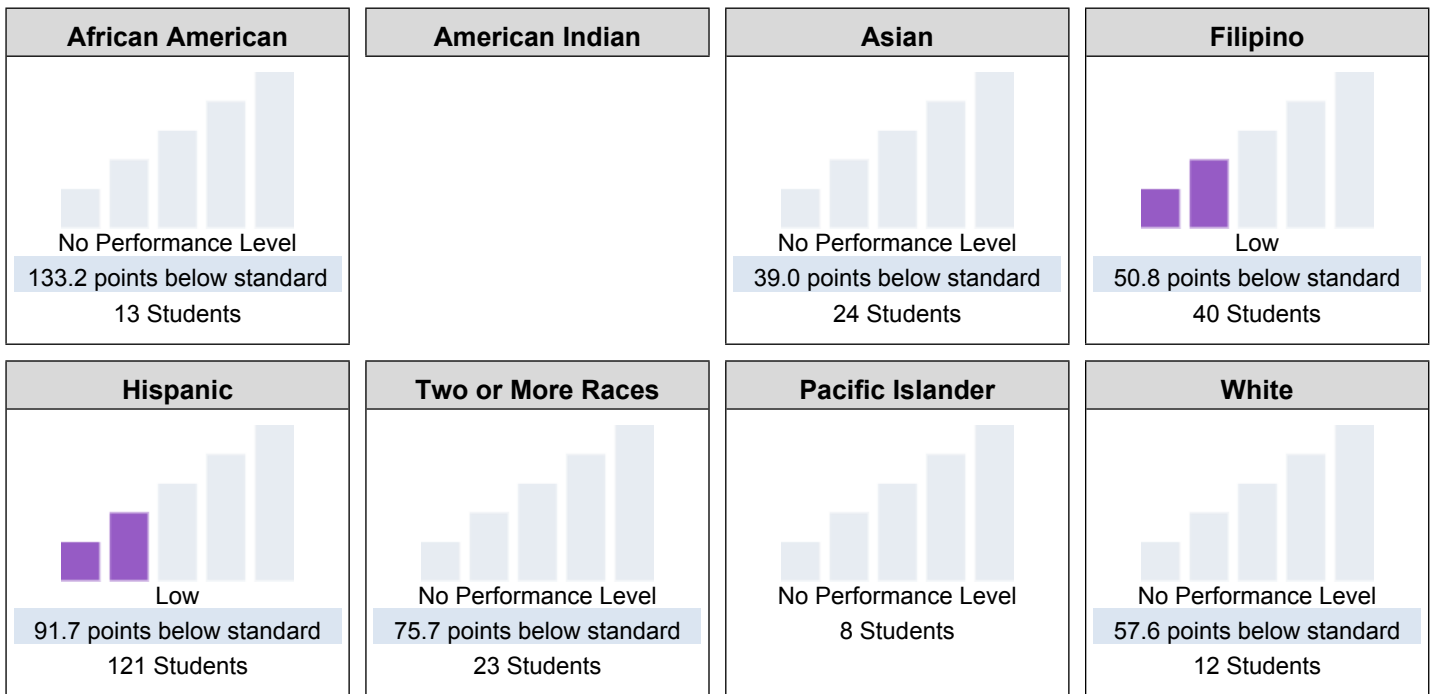 African American
No Performance Level
133.2 points below standard
13 Students
American Indian
Asian
No Performance Level
39.0 points below standard
24 Students
Filipino
Low
50.8 points below standard
40 Students
Hispanic
Low
91.7 points below standard
121 Students
Two or More Races
No Performance Level
75.7 points below standard
23 Students
Pacific Islander
No Performance Level
8 Students
White
No Performance Level
57.6 points below standard
12 Students